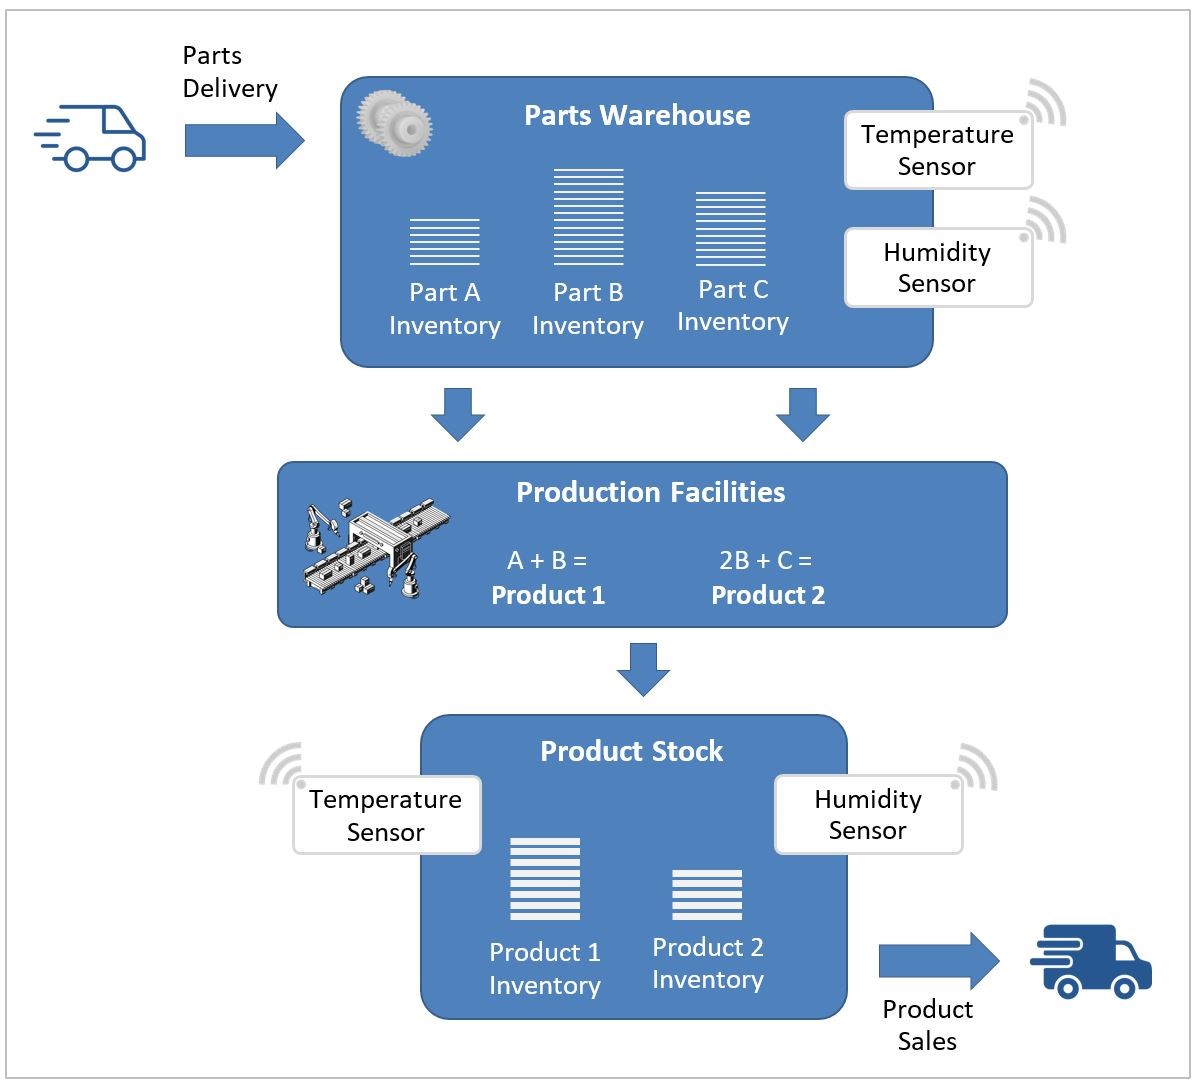 Parts
Delivery
Parts Warehouse
Temperature
Sensor
Humidity
Sensor
Part A
Inventory
Part B
Inventory
Part C
Inventory
Production Facilities
A + B =
Product 1
2B + C =
Product 2
Product Stock
Temperature
Sensor
Humidity
Sensor
Product 1
Inventory
Product 2
Inventory
Product
Sales